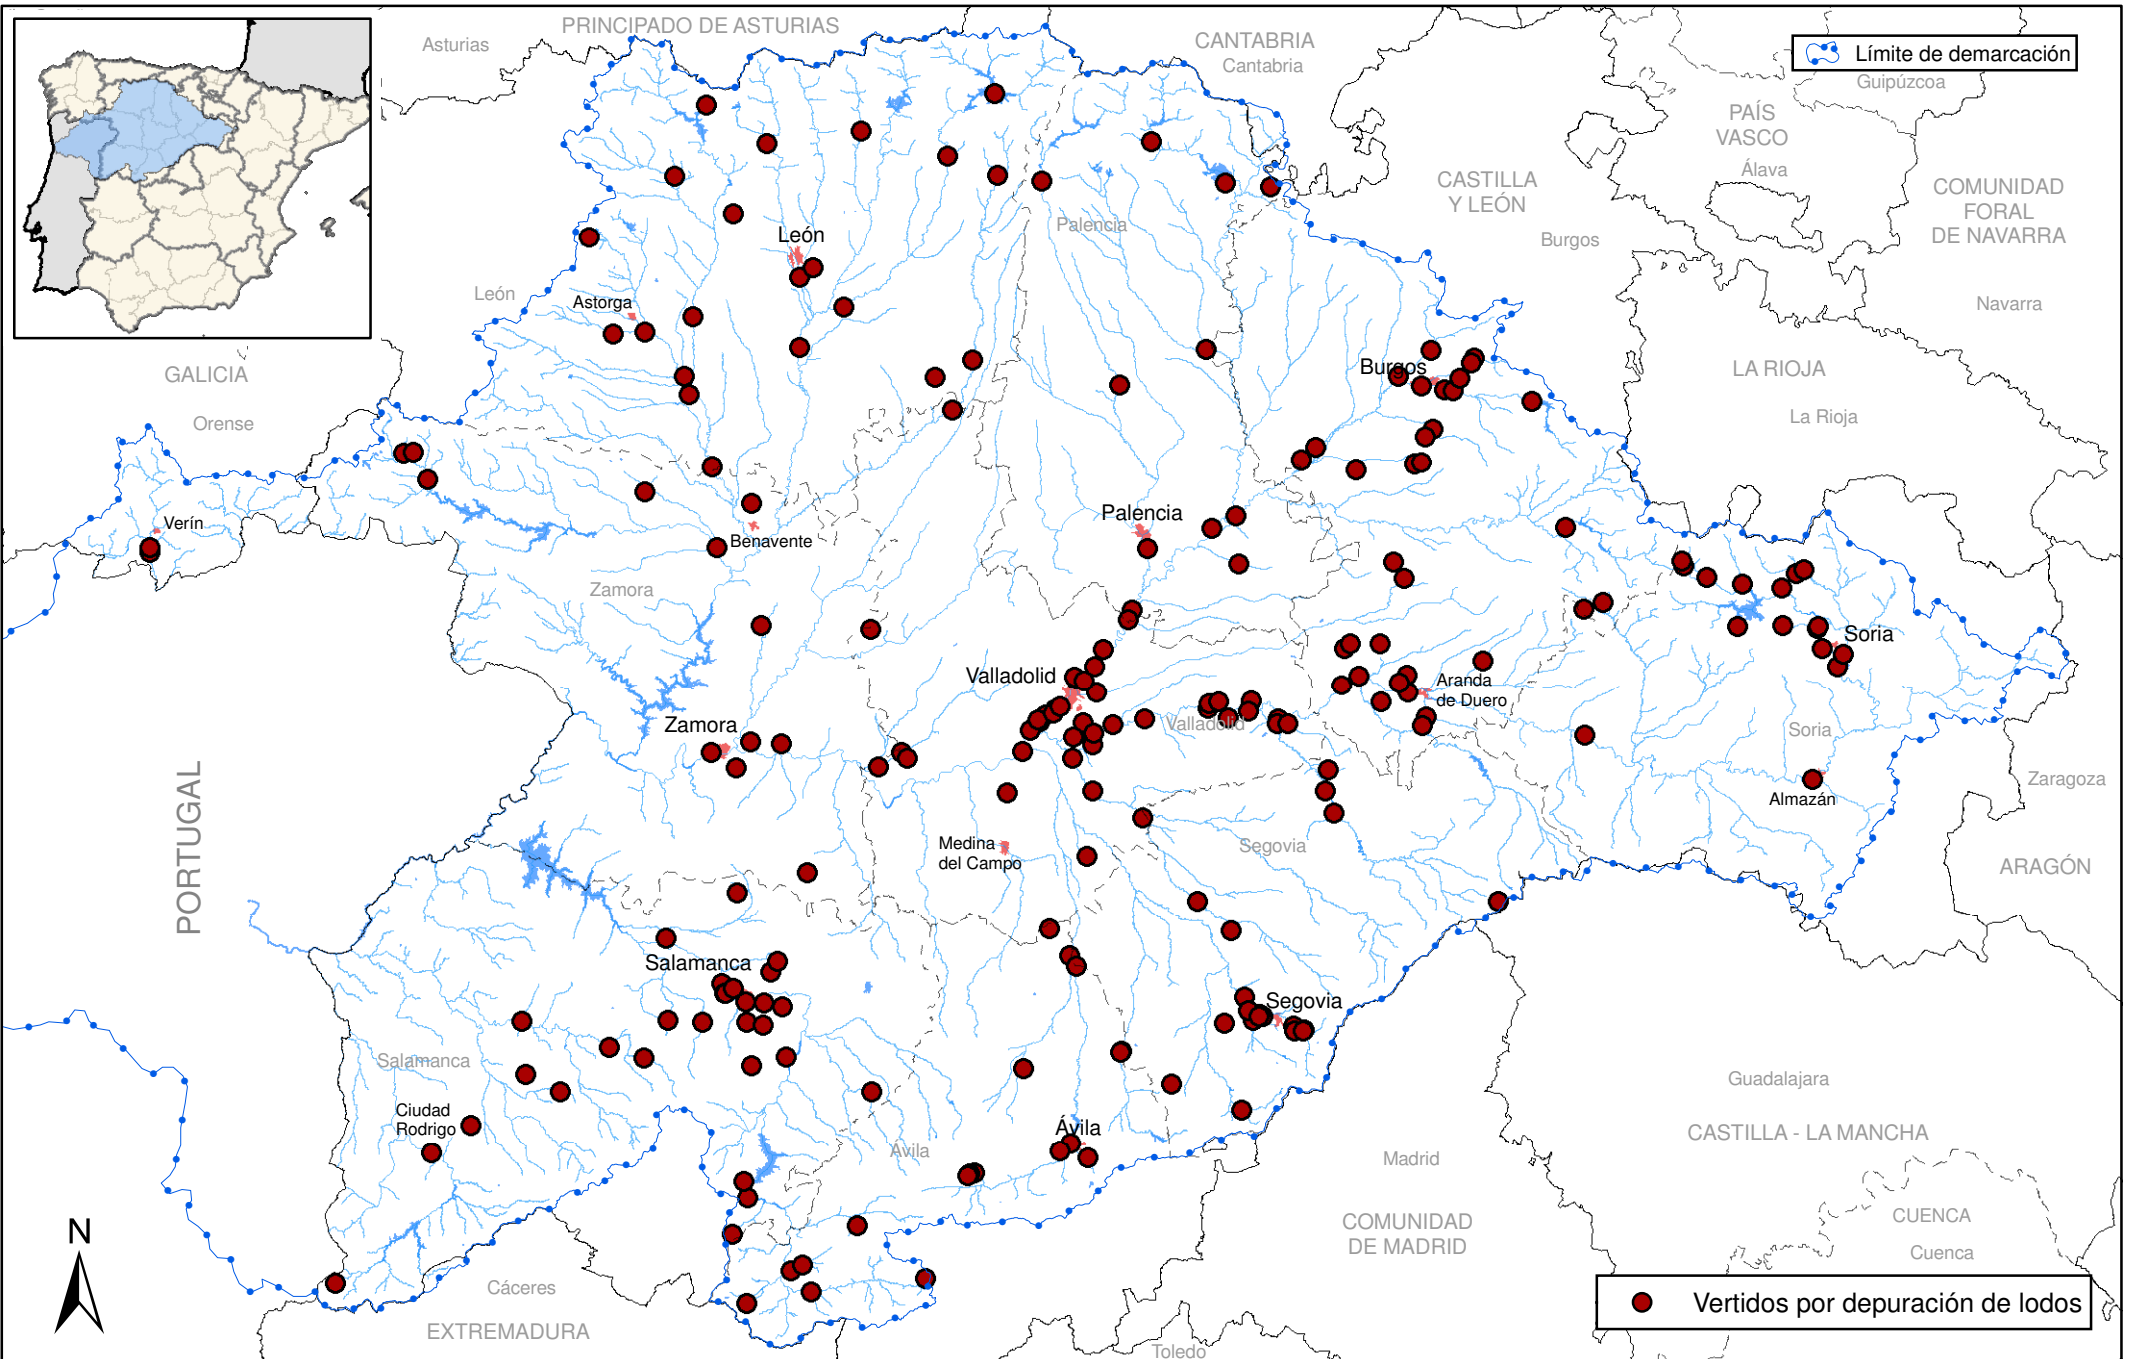 PRINCIPADO DE ASTURIAS
Asturias
CANTABRIA
Cantabria
Límite de demarcación
Guipúzcoa
PAÍS
VASCO
Álava
CASTILLA
Y LEÓN
COMUNIDAD
FORAL
DE NAVARRA
Palencia
León
Burgos
León
Astorga
Navarra
GALICIA
Burgos
LA RIOJA
Orense
La Rioja
Verín
Palencia
Benavente
Zamora
Soria
Valladolid
Aranda
de Duero
Zamora
Valladolid
Soria
PORTUGAL
Zaragoza
Almazán
Medina
del Campo
Segovia
ARAGÓN
Salamanca
Segovia
Salamanca
Guadalajara
Ciudad
Rodrigo
Ávila
CASTILLA - LA MANCHA
Ávila
Madrid
N
COMUNIDAD
DE MADRID
CUENCA
Cuenca
Cáceres
Vertidos por depuración de lodos
EXTREMADURA
Toledo